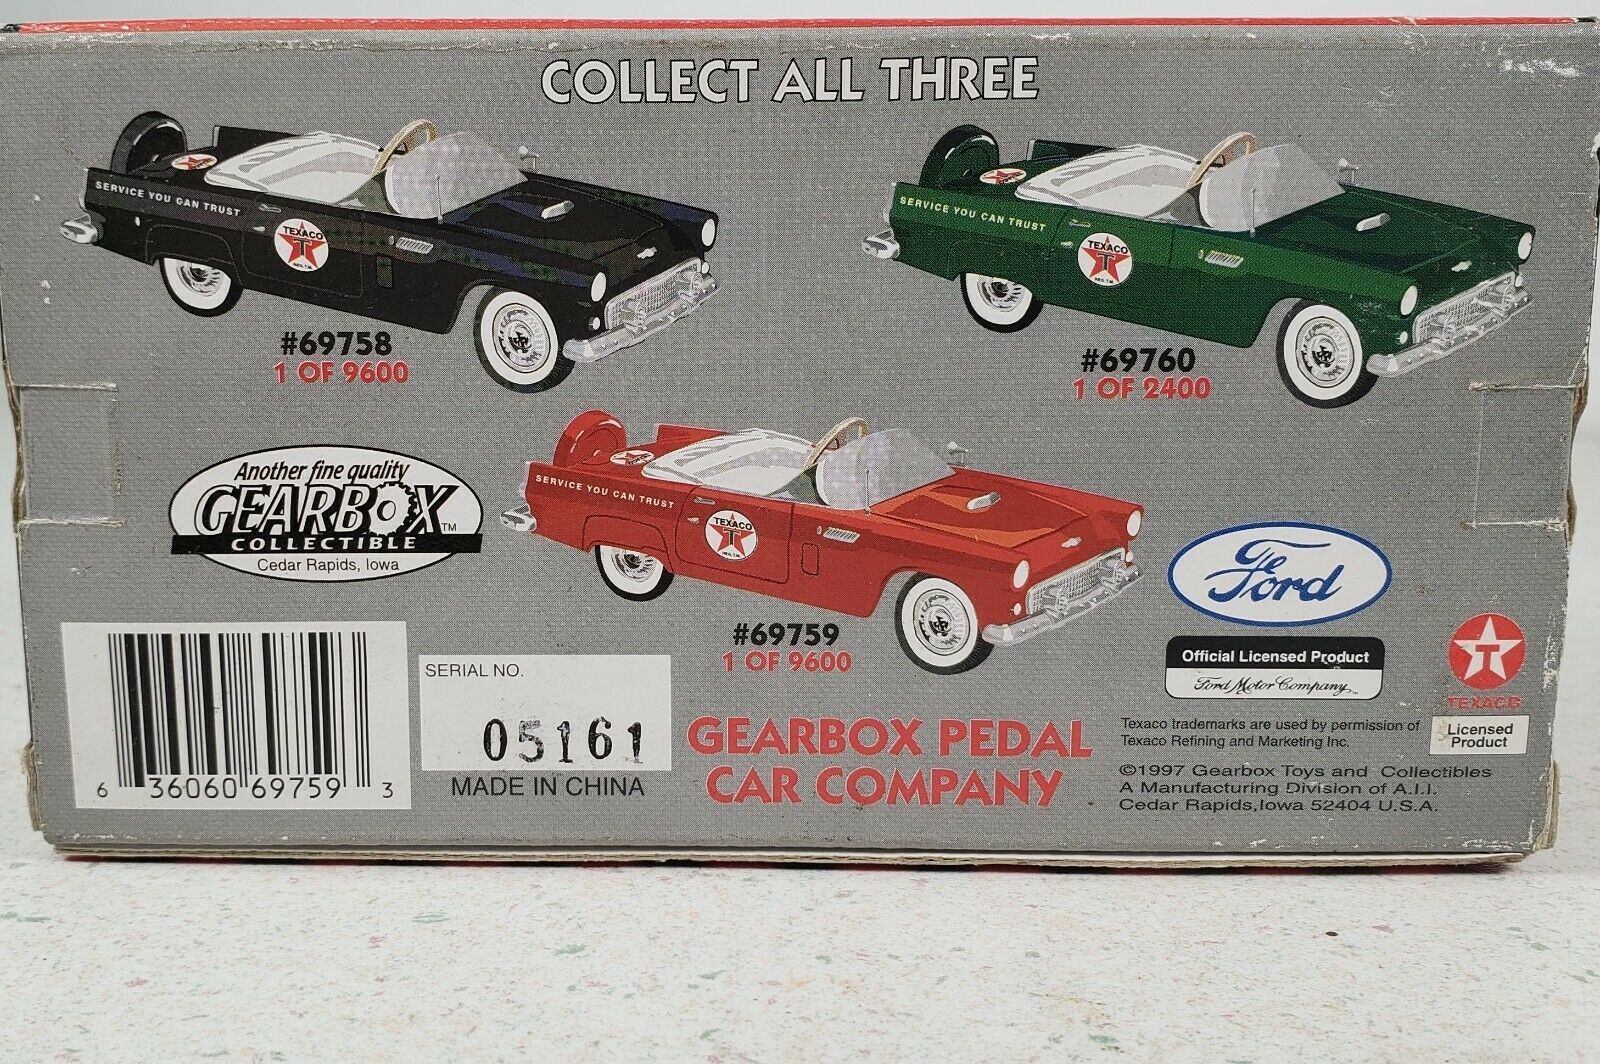 COLLECT ALL THREE
SERVICE YOU CAN TRUST
TEXACO
T
REG. T.M.
#69758
1 OF 9600
SERVICE YOU CAN TRUST
TEXACO
T
REG. T.M.
#69760
1 OF 2400
SERVICE YOU CAN TRUST
TEXACO
T
REG. T.M.
#69759
1 OF 9600
Another fine quality
GEARBOX TM
COLLECTIBLE
Cedar Rapids, Iowa
Ford
Official Licensed Product
Ford Motor Company
T
TEXACO
Licensed
Product
6 36060 69759 3
SERIAL NO.
05161
MADE IN CHINA
GEARBOX PEDAL
CAR COMPANY
Texaco trademarks are used by permission of
Texaco Refining and Marketing Inc.
©1997 Gearbox Toys and Collectibles
A Manufacturing Division of A.I.I.
Cedar Rapids,Iowa 52404 U.S.A.